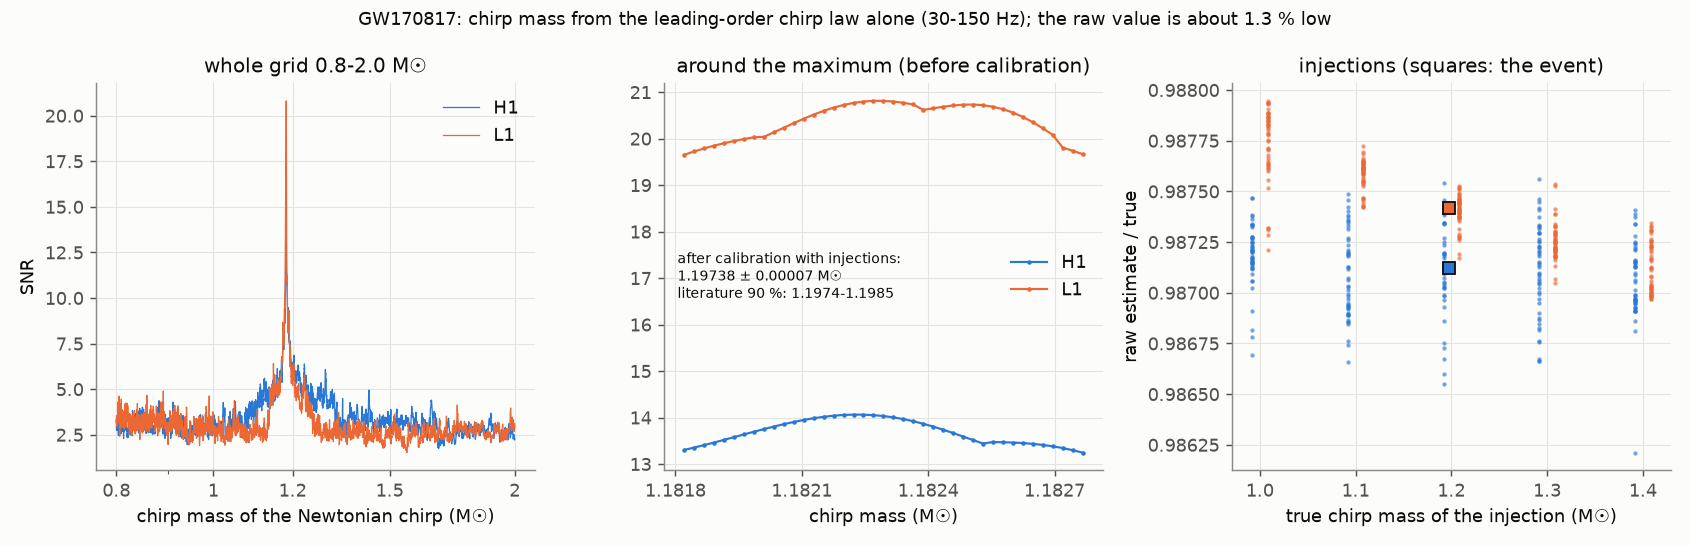 GW170817: chirp mass from the leading-order chirp law alone (30-150 Hz); the raw value is about 1.3 % low
whole grid 0.8-2.0 M☉
SNR
20.0
17.5
15.0
12.5
10.0
7.5
5.0
2.5
H1
L1
0.8
1
1.2
1.5
2
chirp mass of the Newtonian chirp (M☉)
around the maximum (before calibration)
21
20
19
18
17
16
15
14
13
after calibration with injections:
1.19738 ± 0.00007 M☉
literature 90 %: 1.1974-1.1985
H1
L1
1.1818
1.1821
1.1824
1.1827
chirp mass (M☉)
injections (squares: the event)
raw estimate / true
0.98800
0.98775
0.98750
0.98725
0.98700
0.98675
0.98650
0.98625
1.0
1.1
1.2
1.3
1.4
true chirp mass of the injection (M☉)